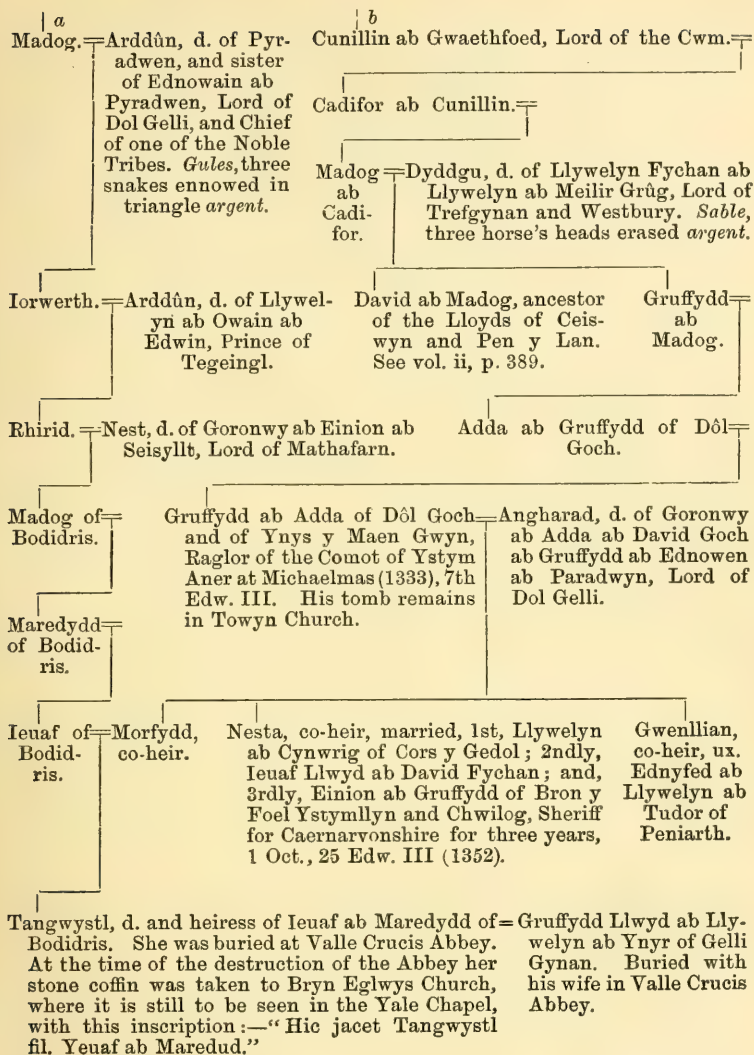 a
b
Madog.
Arddûn, d. of Pyr-
adwen, and sister
of Ednowain ab
Pyradwen, Lord of
Dol Gelli, and Chief
of one of the Noble
Tribes. Gules, three
snakes ennowed in
triangle argent.
Cunillin ab Gwaethfoed, Lord of the Cwm.
Cadifor ab Cunillin.
Madog
ab
Cadi-
for.
Dyddgu, d. of Llywelyn Fychan ab
Llywelyn ab Meilir Grûg, Lord of
Trefgynan and Westbury. Sable,
three horse's heads erased argent.
Iorwerth.
Arddûn, d. of Llywel-
yn ab Owain ab
Edwin, Prince of
Tegeingl.
David ab Madog, ancestor
of the Lloyds of Ceis-
wyn and Pen y Lan.
See vol. ii, p. 389.
Gruffydd
ab
Madog.
Rhirid.
Nest, d. of Goronwy ab Einion ab
Seisyllt, Lord of Mathafarn.
Adda ab Gruffydd of Dôl
Goch.
Madog of
Bodidris.
Gruffydd ab Adda of Dôl Goch
and of Ynys y Maen Gwyn,
Raglor of the Comot of Ystym
Aner at Michaelmas (1333), 7th
Edw. III. His tomb remains
in Towyn Church.
Angharad, d. of Goronwy
ab Adda ab David Goch
ab Gruffydd ab Ednowen
ab Paradwyn, Lord of
Dol Gelli.
Maredydd
of Bodid-
ris.
Ieuaf of
Bodid-
ris.
Morfydd,
co-heir.
Nesta, co-heir, married, 1st, Llywelyn
ab Cynwrig of Cors y Gedol; 2ndly,
Ieuaf Llwyd ab David Fychan; and,
3rdly, Einion ab Gruffydd of Bron y
Foel Ystymllyn and Chwilog, Sheriff
for Caernarvonshire for three years,
1 Oct., 25 Edw. III (1352).
Gwenllian,
co-heir, ux.
Ednyfed ab
Llywelyn ab
Tudor of
Peniarth.
Tangwystl, d. and heiress of Ieuaf ab Maredydd of
Bodidris. She was buried at Valle Crucis Abbey.
At the time of the destruction of the Abbey her
stone coffin was taken to Bryn Eglwys Church,
where it is still to be seen in the Yale Chapel,
with this inscription:—"Hic jacet Tangwystl
fil. Yeuaf ab Maredud."
Gruffydd Llwyd ab Lly-
welyn ab Ynyr of Gelli
Gynan. Buried with
his wife in Valle Crucis
Abbey.